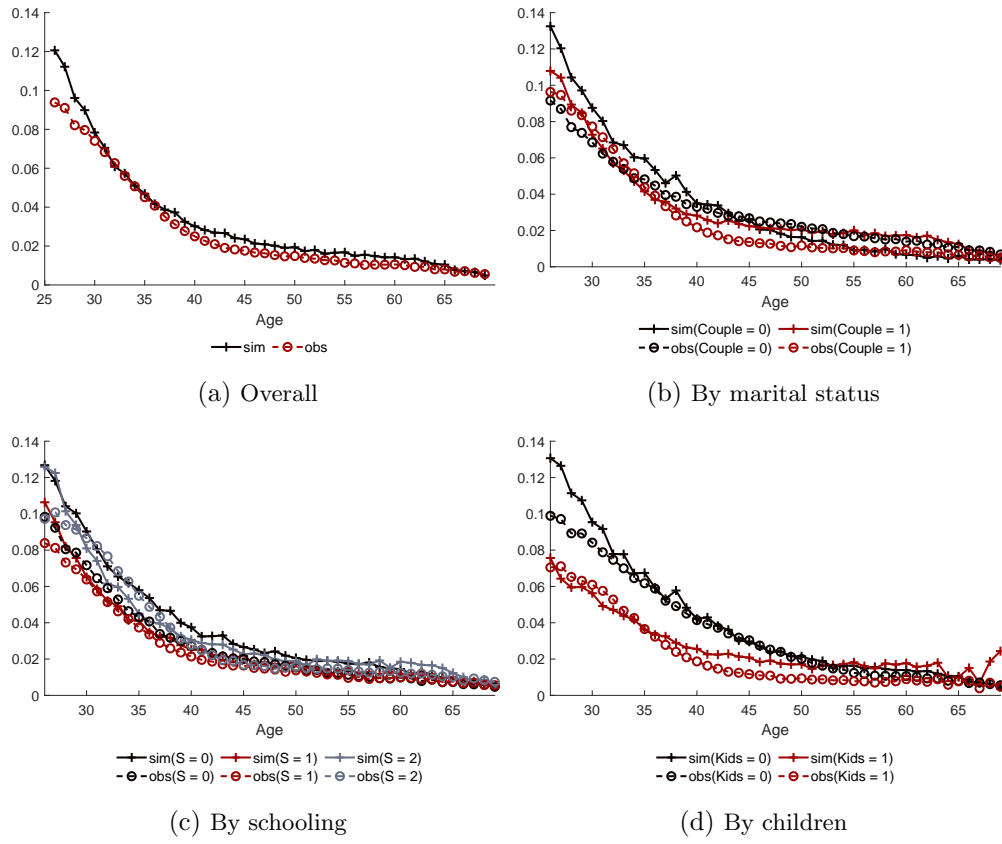 0.14
0.12
0.1
0.08
0.06
0.04
0.02
0
25 30 35 40 45 50 55 60 65
Age
sim obs
(a) Overall
0.14
0.12
0.1
0.08
0.06
0.04
0.02
0
30 35 40 45 50 55 60 65
Age
sim(Couple = 0) sim(Couple = 1)
obs(Couple = 0) obs(Couple = 1)
(b) By marital status
0.14
0.12
0.1
0.08
0.06
0.04
0.02
0
30 35 40 45 50 55 60 65
Age
sim(S = 0) sim(S = 1) sim(S = 2)
obs(S = 0) obs(S = 1) obs(S = 2)
(c) By schooling
0.14
0.12
0.1
0.08
0.06
0.04
0.02
0
30 35 40 45 50 55 60 65
Age
sim(Kids = 0) sim(Kids = 1)
obs(Kids = 0) obs(Kids = 1)
(d) By children